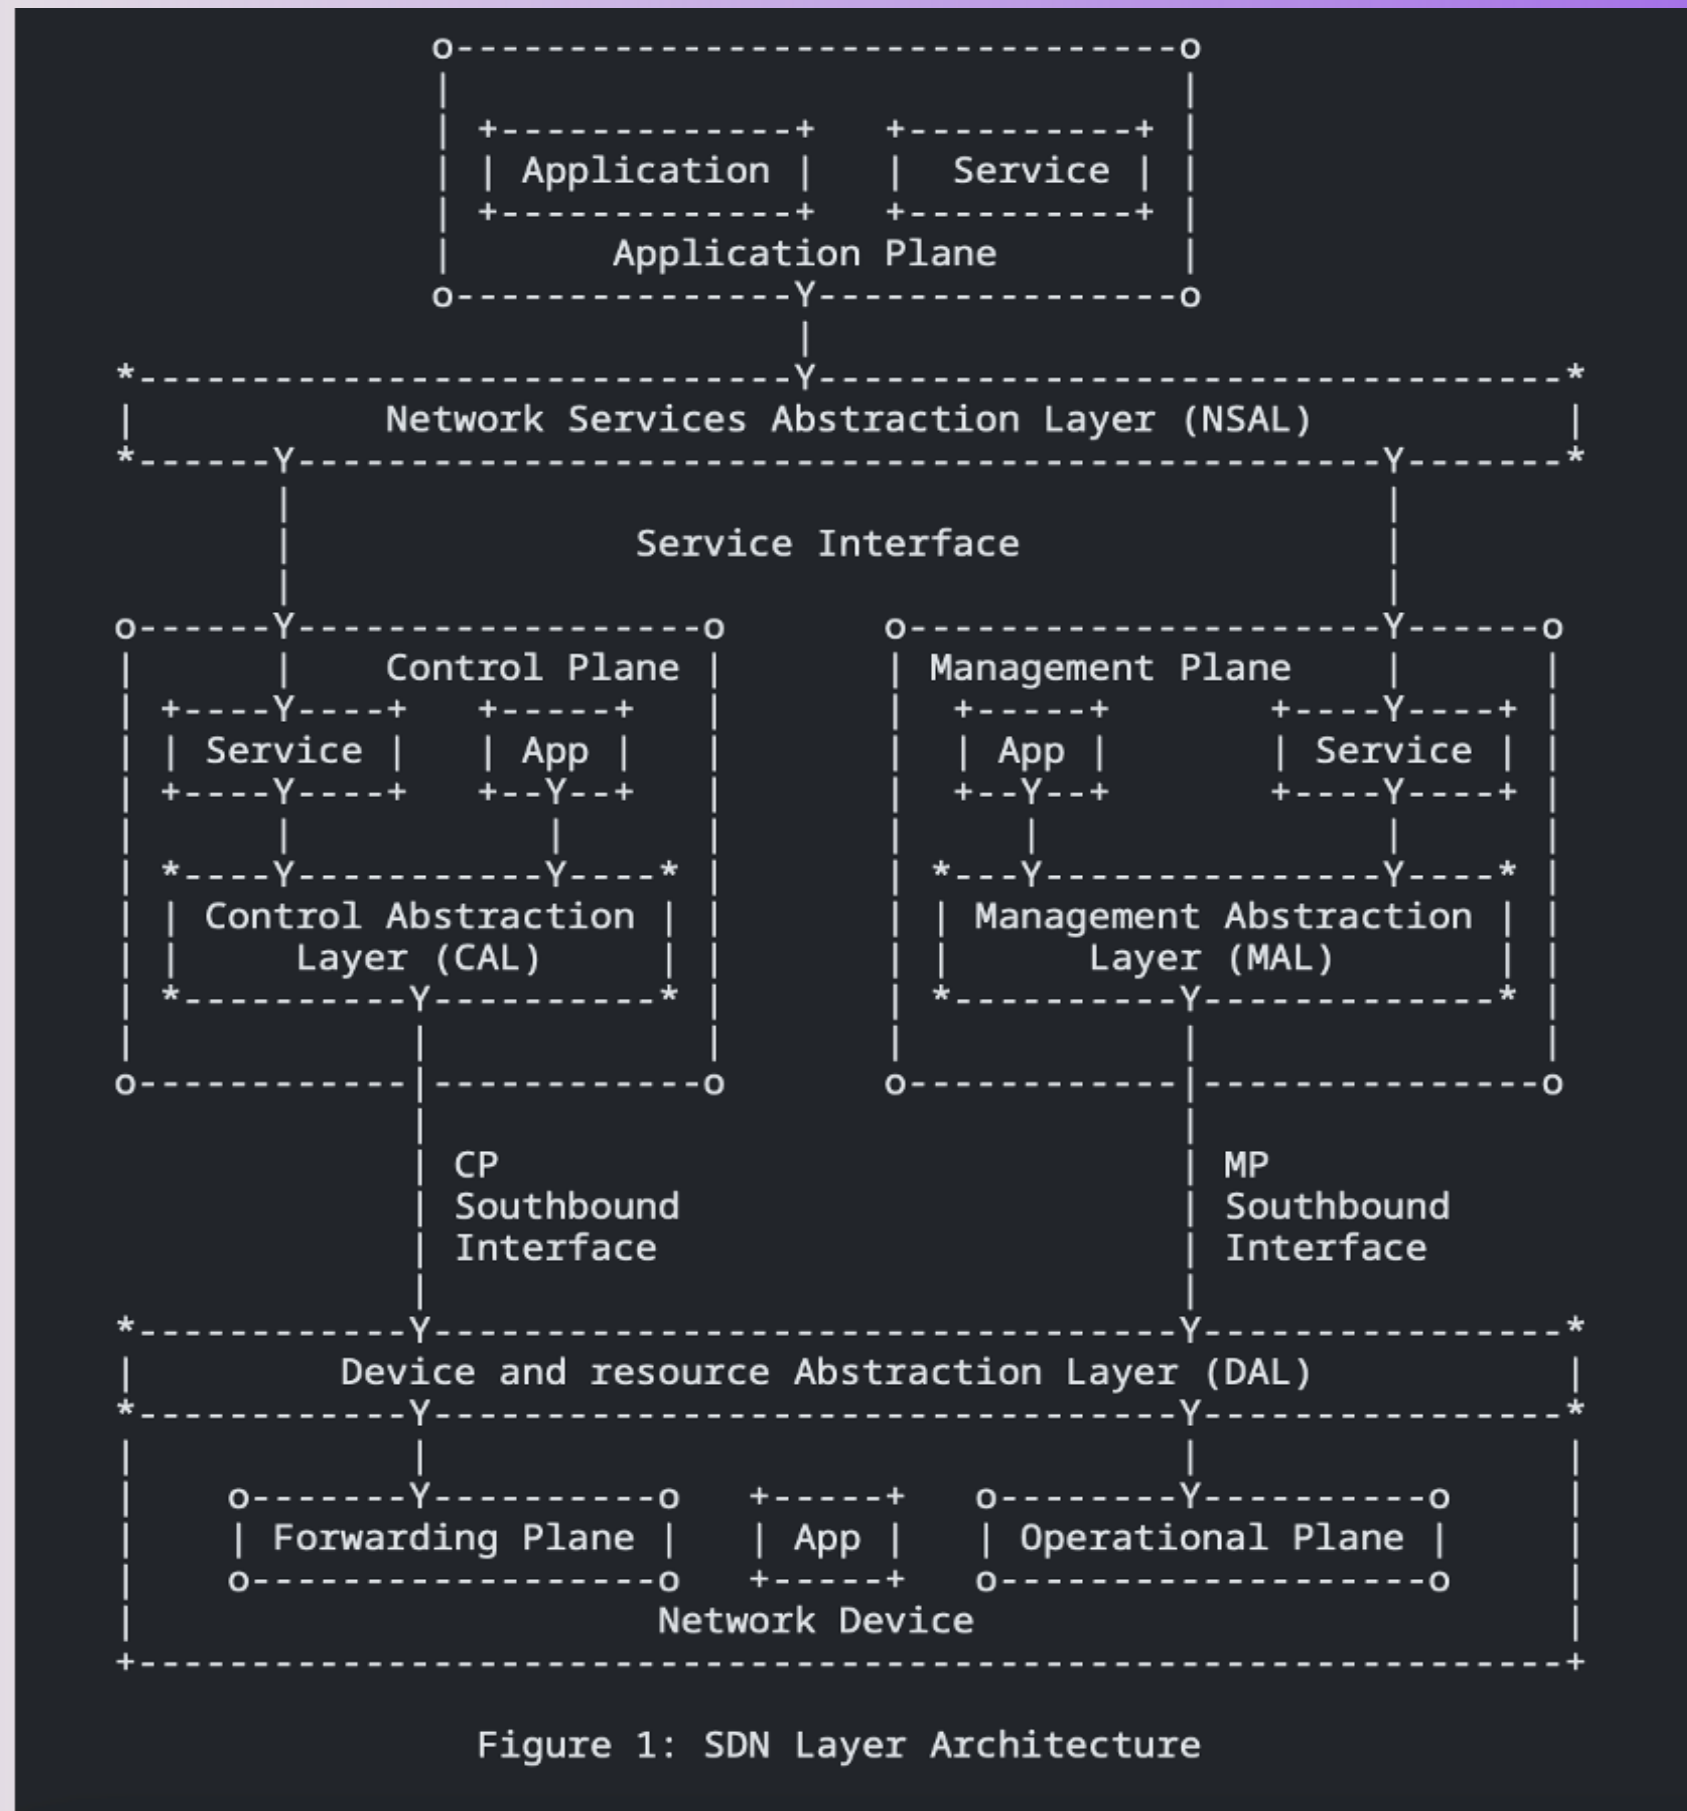 Application Service
Application Plane
Network Services Abstraction Layer (NSAL)
Service Interface
Control Plane Management Plane
Service App App Service
Control Abstraction Management Abstraction
Layer (CAL) Layer (MAL)
CP MP
Southbound Southbound
Interface Interface
Device and resource Abstraction Layer (DAL)
Forwarding Plane App Operational Plane
Network Device
Figure 1: SDN Layer Architecture